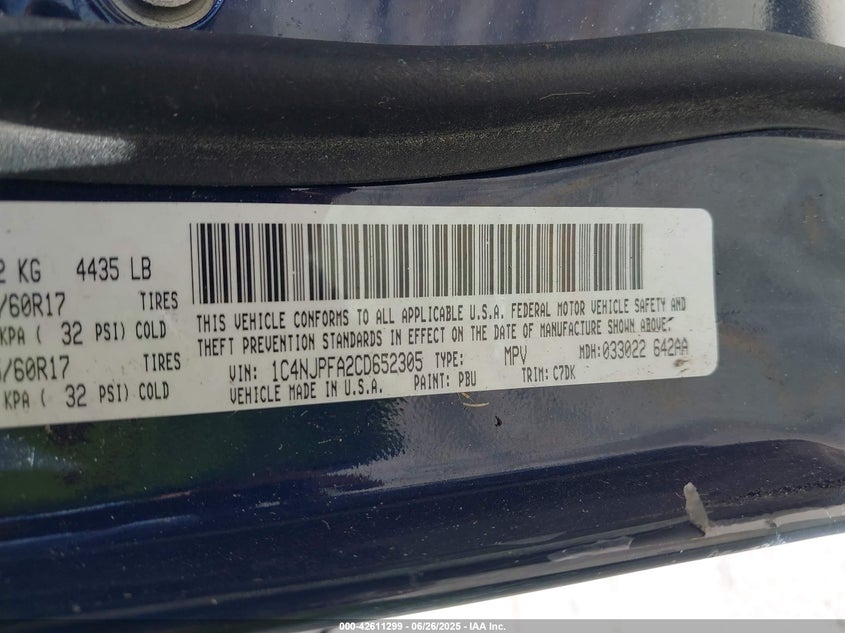 2 KG 4435 LB
/60R17 TIRES
KPA ( 32 PSI) COLD
/60R17 TIRES
KPA ( 32 PSI) COLD
THIS VEHICLE CONFORMS TO ALL APPLICABLE U.S.A. FEDERAL MOTOR VEHICLE SAFETY AND
THEFT PREVENTION STANDARDS IN EFFECT ON THE DATE OF MANUFACTURE SHOWN ABOVE.
VIN: 1C4NJPFA2CD652305 TYPE: MPV MDH:033022 642AA
VEHICLE MADE IN U.S.A. PAINT: PBU TRIM: C7DK
000-42611299 - 06/26/2025 - IAA Inc.